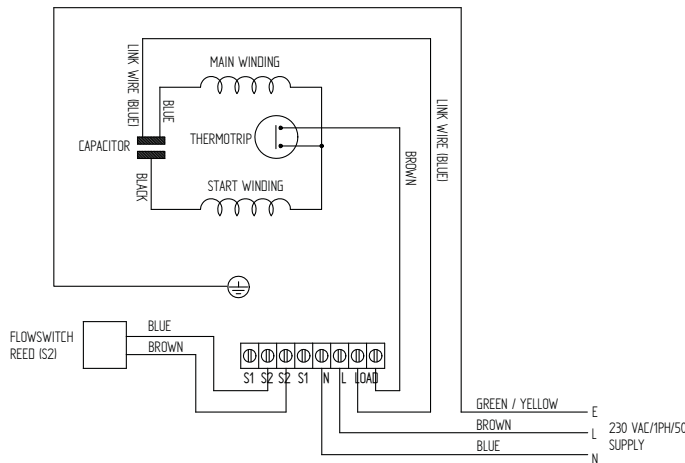 MAIN WINDING
LINK WIRE (BLUE)
BLUE
THERMOTRIP
CAPACITOR
BLACK
START WINDING
BROWN
LINK WIRE (BLUE)
FLOWSWITCH
REED (S2)
BLUE
BROWN
S1 S2 S2 S1 N L LOAD
GREEN / YELLOW
E
BROWN
L
BLUE
N
230 VAC/1PH/50
SUPPLY